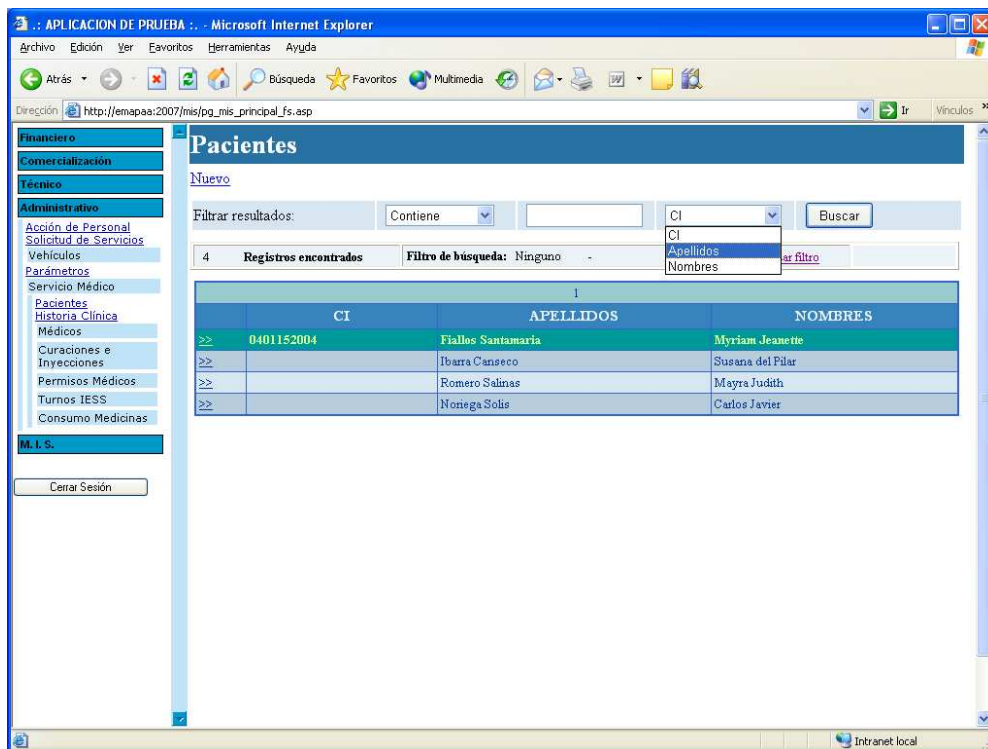 .: APLICACION DE PRUEBA :. - Microsoft Internet Explorer
Archivo Edición Ver Favoritos Herramientas Ayuda
Atrás Búsqueda Favoritos Multimedia
Dirección http://emapaa:2007/mis/pg_mis_principal_fs.asp Ir Vínculos »
Financiero
Comercialización
Técnico
Administrativo
Acción de Personal
Solicitud de Servicios
Vehículos
Parámetros
Servicio Médico
Pacientes
Historia Clínica
Médicos
Curaciones e
Inyecciones
Permisos Médicos
Turnos IESS
Consumo Medicinas
M. I. S.
Cerrar Sesión
Pacientes
Nuevo
Filtrar resultados: Contiene CI Buscar
CI
Apellidos
Nombres
4 Registros encontrados Filtro de búsqueda: Ninguno - filtro
1
CI APELLIDOS NOMBRES
>> 0401152004 Fiallos Santamaria Myriam Jeanette
>> Ibarra Canseco Susana del Pilar
>> Romero Salinas Mayra Judith
>> Noriega Solis Carlos Javier
Intranet local